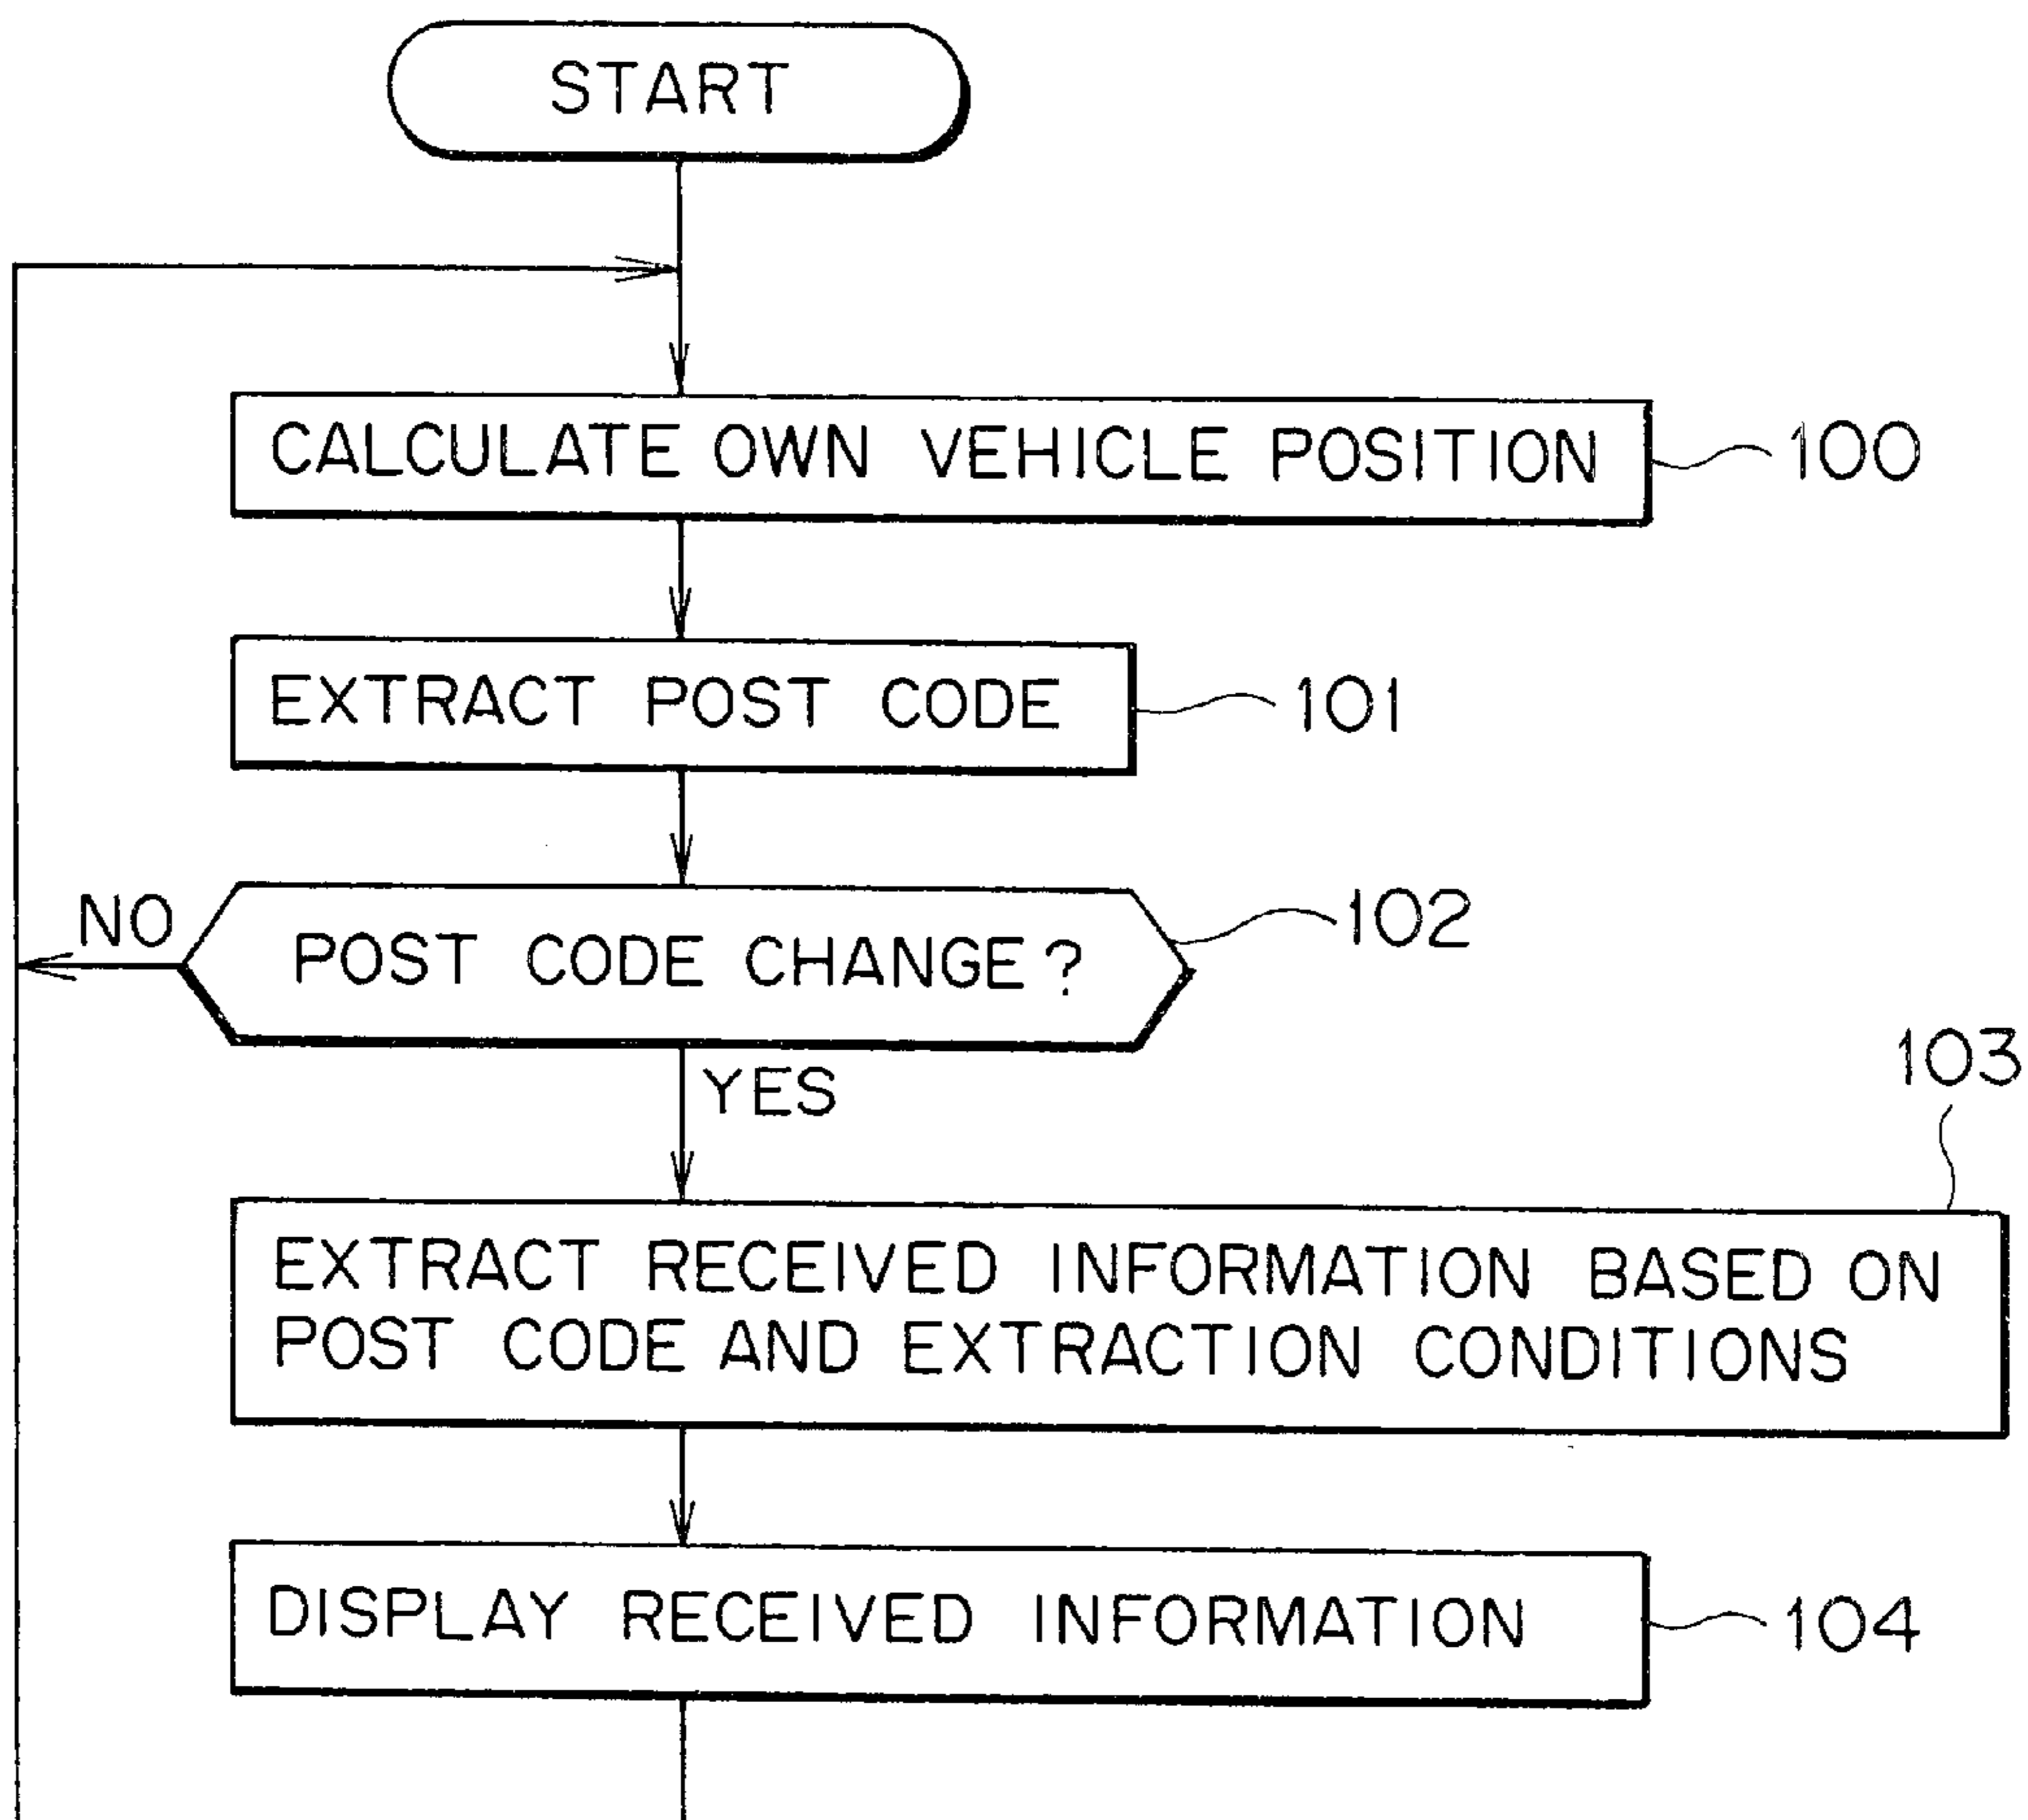 START
CALCULATE OWN VEHICLE POSITION
100
EXTRACT POST CODE
101
NO
POST CODE CHANGE?
102
YES
103
EXTRACT RECEIVED INFORMATION BASED ON
POST CODE AND EXTRACTION CONDITIONS
DISPLAY RECEIVED INFORMATION
104